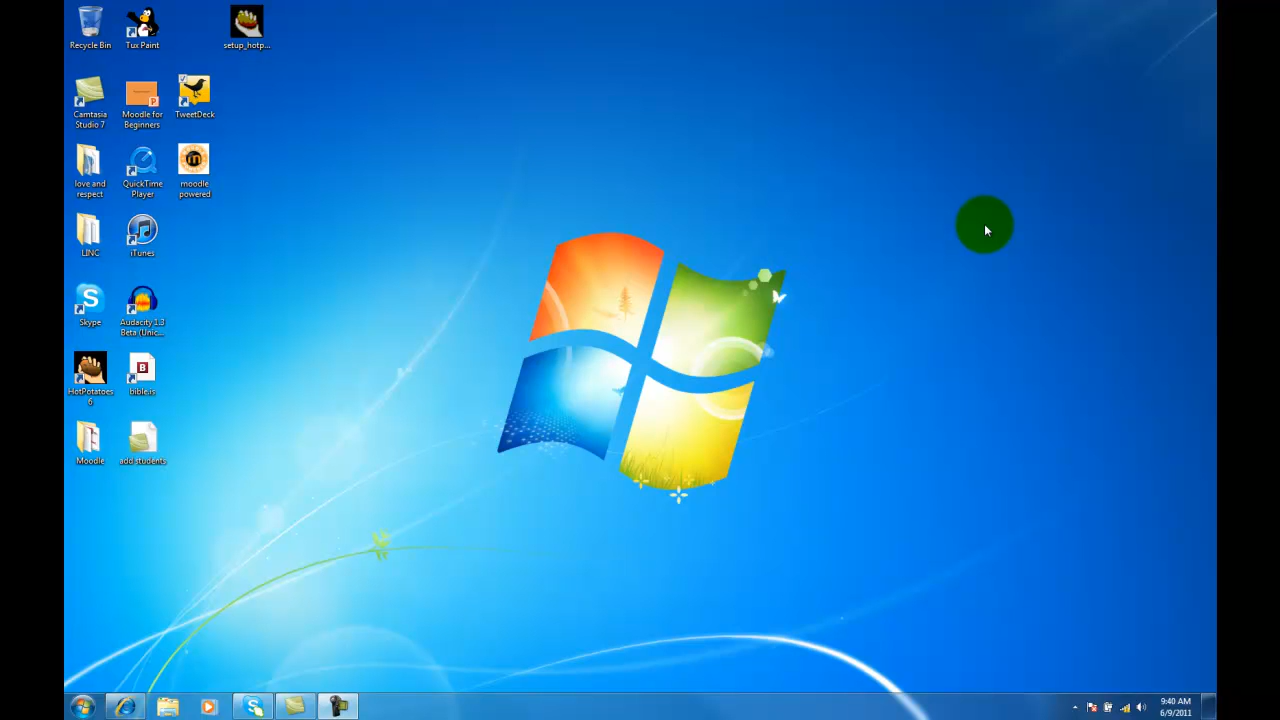 Recycle Bin
Tux Paint
setup_hotp...
Camtasia
Studio 7
Moodle for
Beginners
TweetDeck
love and
respect
QuickTime
Player
moodle
powered
LINC
iTunes
Skype
Audacity 1.3
Beta (Unic...
HotPotatoes
6
bible.is
Moodle
add students
9:40 AM
6/9/2011